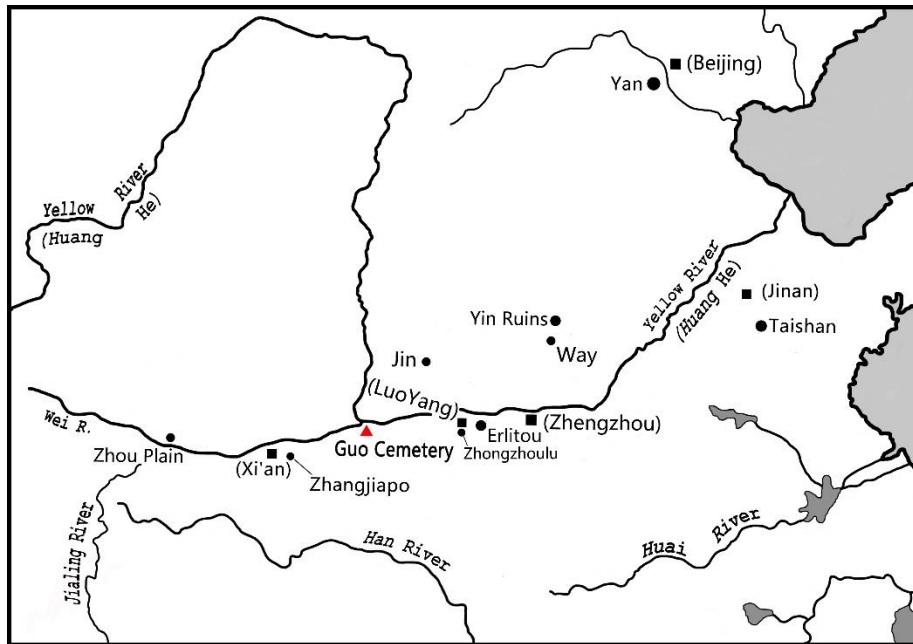 (Beijing)
Yan
Yellow River
(Huang He)
Yellow River
(Huang He)
(Jinan)
Taishan
Yin Ruins
Way
Jin
(LuoYang)
(Zhengzhou)
Erlitou
Zhongzhoulu
Guo Cemetery
Wei R.
Zhou Plain
(Xi'an)
Zhangjiapo
Jialing River
Han River
Huai River